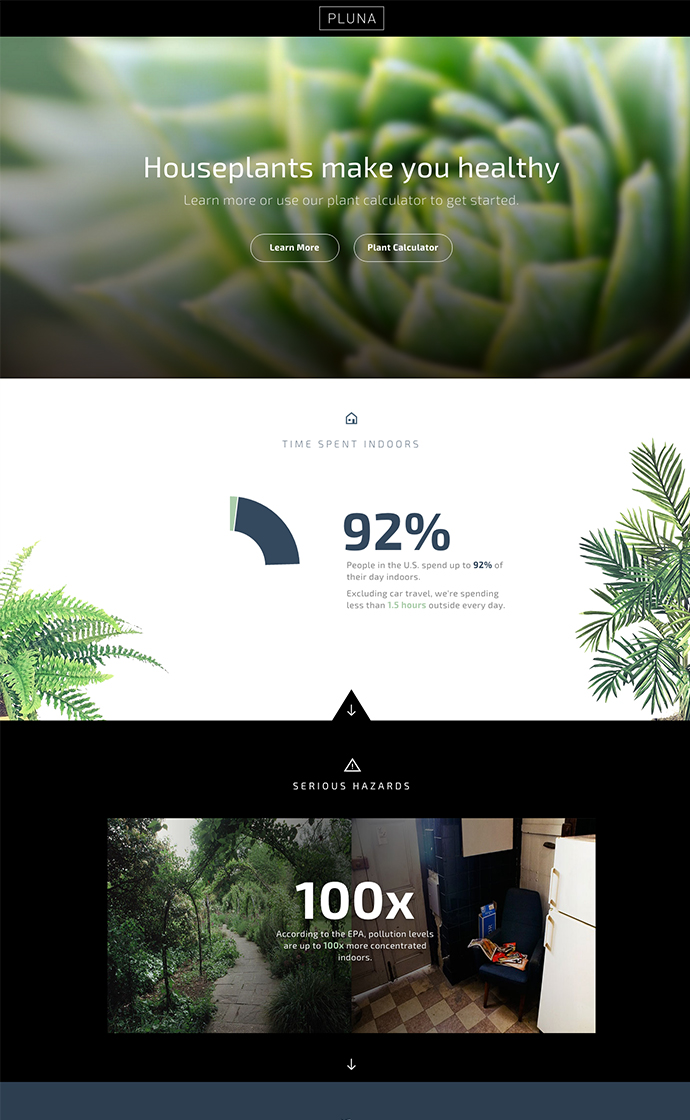 PLUNA
Houseplants make you healthy
Learn more or use our plant calculator to get started.
Learn More
Plant Calculator
TIME SPENT INDOORS
92%
People in the U.S. spend up to 92% of
their day indoors.
Excluding car travel, we're spending
less than 1.5 hours outside every day.
SERIOUS HAZARDS
100x
According to the EPA, pollution levels
are up to 100x more concentrated
indoors.